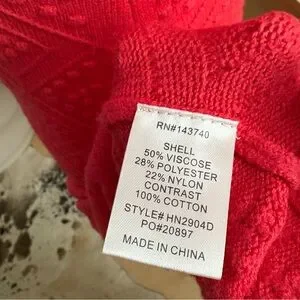 RN#143740
SHELL
50% VISCOSE
28% POLYESTER
22% NYLON
CONTRAST
100% COTTON
STYLE# HN2904D
PO#20897
MADE IN CHINA